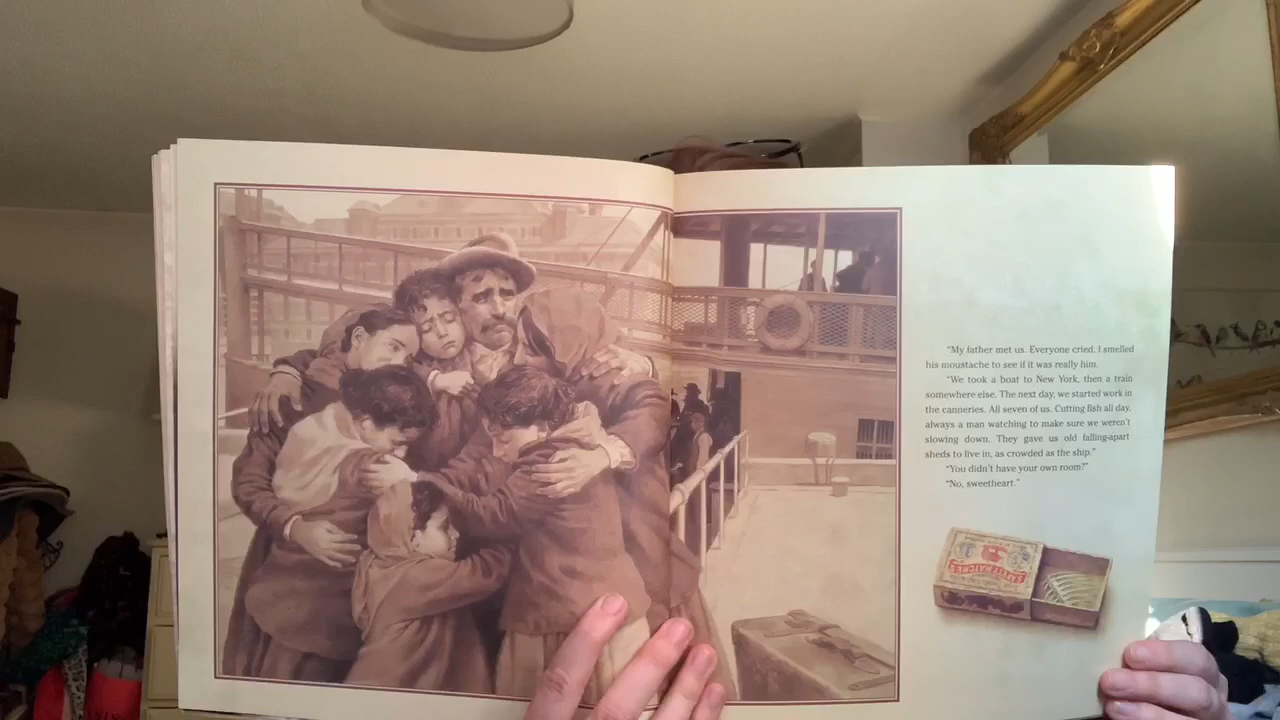 "My father met us. Everyone cried. I smelled
his moustache to see if it was really him.
"We took a boat to New York, then a train
somewhere else. The next day, we started work in
the canneries. All seven of us. Cutting fish all day,
always a man watching to make sure we weren't
slowing down. They gave us old falling-apart
sheds to live in, as crowded as the ship."
"You didn't have your own room?"
"No, sweetheart."
SAFETY MATCHES